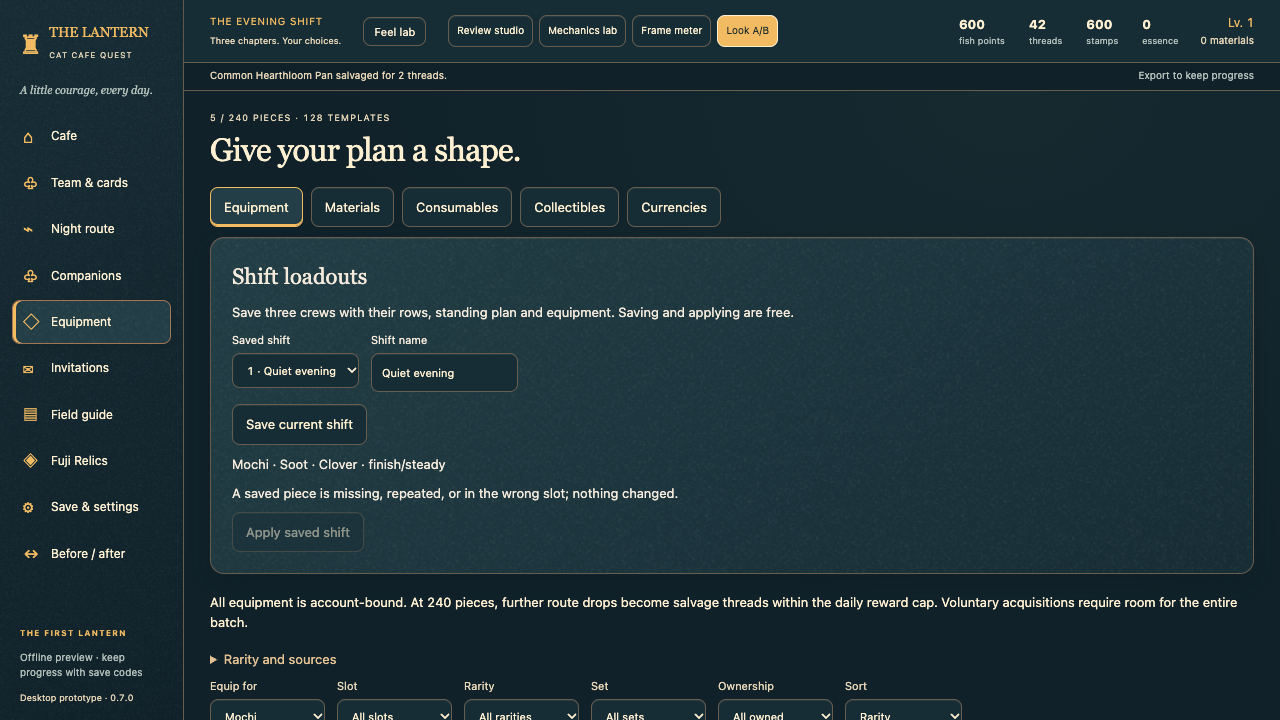 THE LANTERN
CAT CAFE QUEST
A little courage, every day.
Cafe
Team & cards
Night route
Companions
Equipment
Invitations
Field guide
Fuji Relics
Save & settings
Before / after
THE FIRST LANTERN
Offline preview · keep
progress with save codes
Desktop prototype · 0.7.0
THE EVENING SHIFT
Three chapters. Your choices.
Feel lab
Review studio
Mechanics lab
Frame meter
Look A/B
600
fish points
42
threads
600
stamps
0
essence
Lv. 1
0 materials
Common Hearthloom Pan salvaged for 2 threads.
Export to keep progress
5 / 240 PIECES · 128 TEMPLATES
Give your plan a shape.
Equipment
Materials
Consumables
Collectibles
Currencies
Shift loadouts
Save three crews with their rows, standing plan and equipment. Saving and applying are free.
Saved shift
Shift name
1 · Quiet evening
Quiet evening
Save current shift
Mochi · Soot · Clover · finish/steady
A saved piece is missing, repeated, or in the wrong slot; nothing changed.
Apply saved shift
All equipment is account-bound. At 240 pieces, further route drops become salvage threads within the daily reward cap. Voluntary acquisitions require room for the entire
batch.
Rarity and sources
Equip for
Slot
Rarity
Set
Ownership
Sort
Mochi
All slots
All rarities
All sets
All owned
Rarity